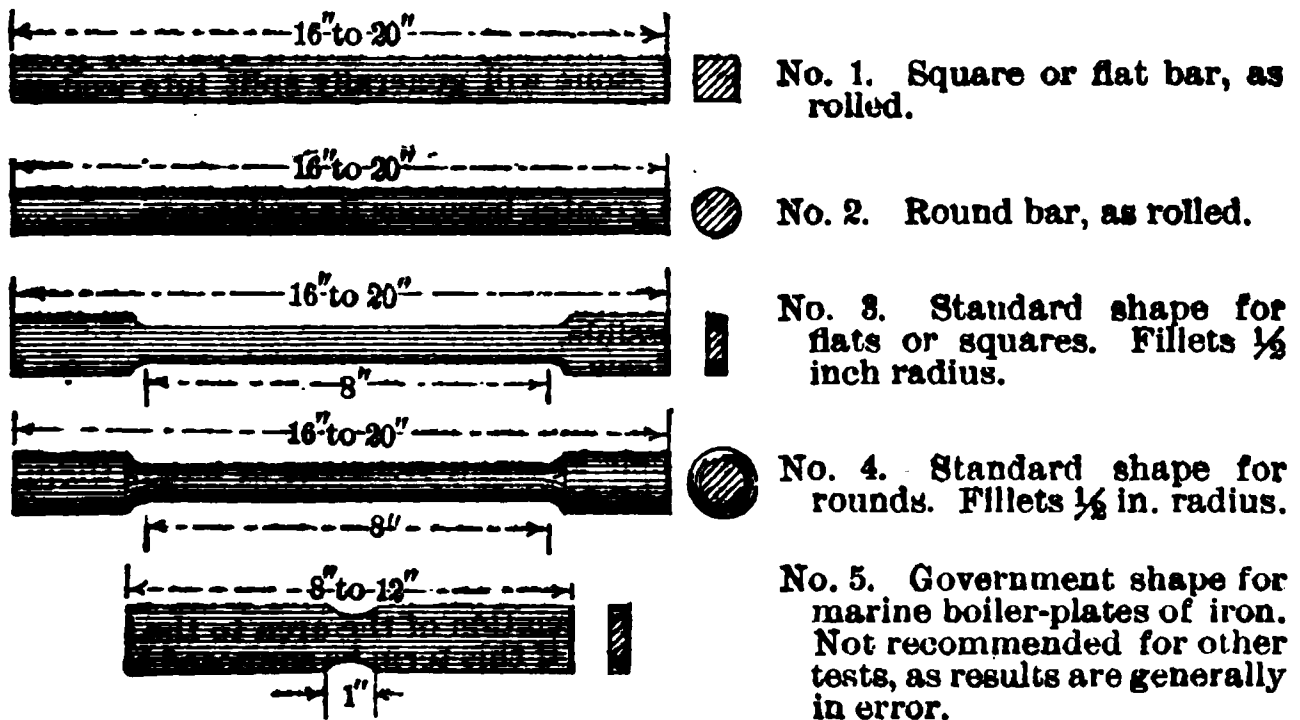 16" to 20"
No. 1. Square or flat bar, as
rolled.
16" to 20"
No. 2. Round bar, as rolled.
16" to 20"
No. 3. Standard shape for
flats or squares. Fillets ½
inch radius.
8"
16" to 20"
No. 4. Standard shape for
rounds. Fillets ½ in. radius.
8"
8" to 12"
No. 5. Government shape for
marine boiler-plates of iron.
Not recommended for other
tests, as results are generally
in error.
1"